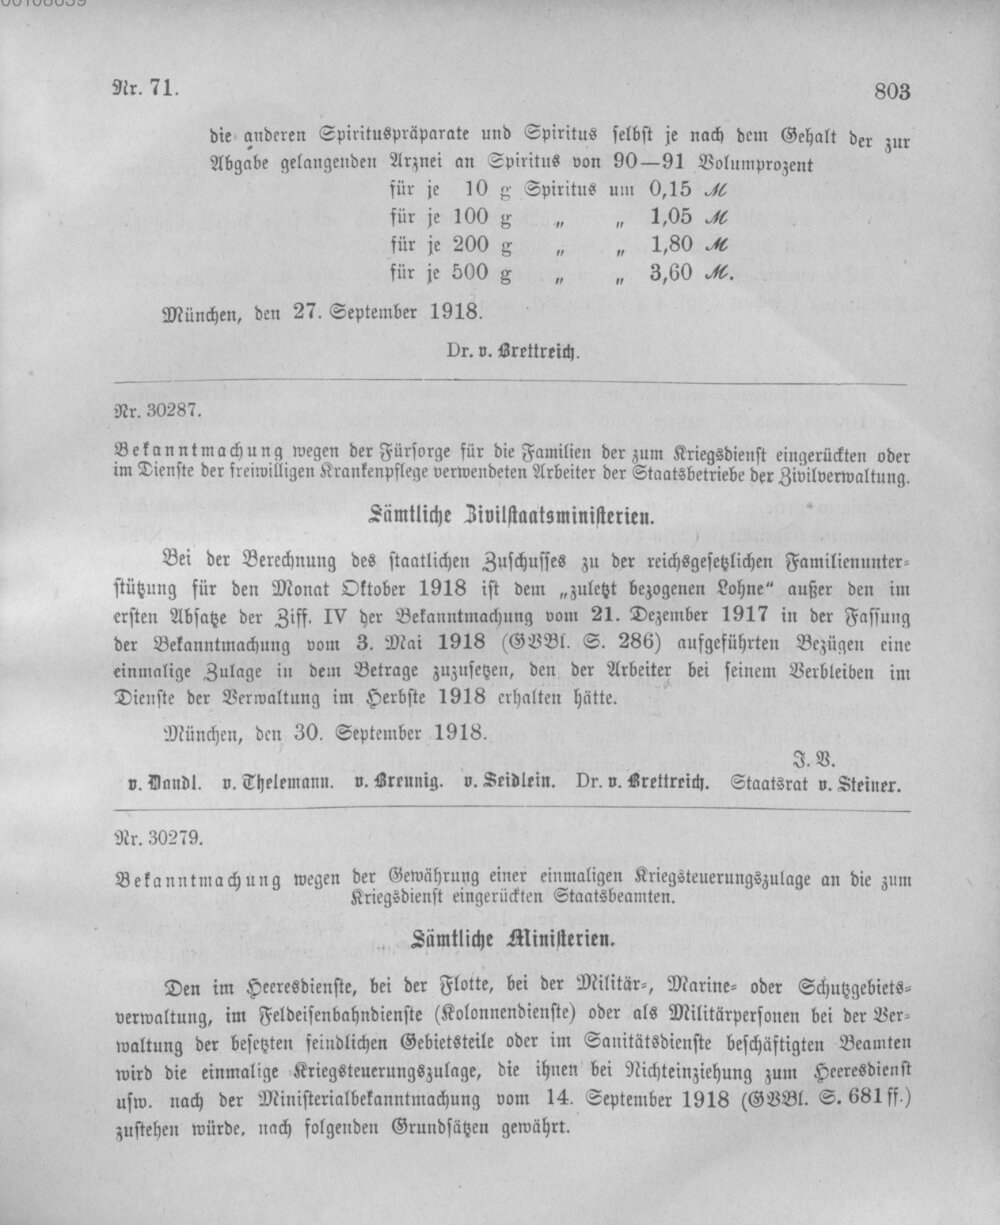 Nr. 71. 803
die anderen Spirituspräparate und Spiritus selbst je nach dem Gehalt der zur
Abgabe gelangenden Arznei an Spiritus von 90—91 Volumprozent
für je 10 g Spiritus um 0,15 ℳ
für je 100 g „ „ 1,05 ℳ
für je 200 g „ „ 1,80 ℳ
für je 500 g „ „ 3,60 ℳ.
München, den 27. September 1918.
Dr. v. Brettreich.
Nr. 30287.
Bekanntmachung wegen der Fürsorge für die Familien der zum Kriegsdienst eingerückten oder
im Dienste der freiwilligen Krankenpflege verwendeten Arbeiter der Staatsbetriebe der Zivilverwaltung.
Sämtliche Zivilstaatsministerien.
Bei der Berechnung des staatlichen Zuschusses zu der reichsgesetzlichen Familienunter-
stützung für den Monat Oktober 1918 ist dem „zuletzt bezogenen Lohne“ außer den im
ersten Absatze der Ziff. IV der Bekanntmachung vom 21. Dezember 1917 in der Fassung
der Bekanntmachung vom 3. Mai 1918 (GVBl. S. 286) aufgeführten Bezügen eine
einmalige Zulage in dem Betrage zuzusetzen, den der Arbeiter bei seinem Verbleiben im
Dienste der Verwaltung im Herbste 1918 erhalten hätte.
München, den 30. September 1918.
J. V.
v. Dandl. v. Thelemann. v. Breunig. v. Seidlein. Dr. v. Brettreich. Staatsrat v. Steiner.
Nr. 30279.
Bekanntmachung wegen der Gewährung einer einmaligen Kriegsteuerungszulage an die zum
Kriegsdienst eingerückten Staatsbeamten.
Sämtliche Ministerien.
Den im Heeresdienste, bei der Flotte, bei der Militär-, Marine- oder Schutzgebiets-
verwaltung, im Feldeisenbahndienste (Kolonnendienste) oder als Militärpersonen bei der Ver-
waltung der besetzten feindlichen Gebietsteile oder im Sanitätsdienste beschäftigten Beamten
wird die einmalige Kriegsteuerungszulage, die ihnen bei Nichteinziehung zum Heeresdienst
usw. nach der Ministerialbekanntmachung vom 14. September 1918 (GVBl. S. 681 ff.)
zustehen würde, nach folgenden Grundsätzen gewährt.